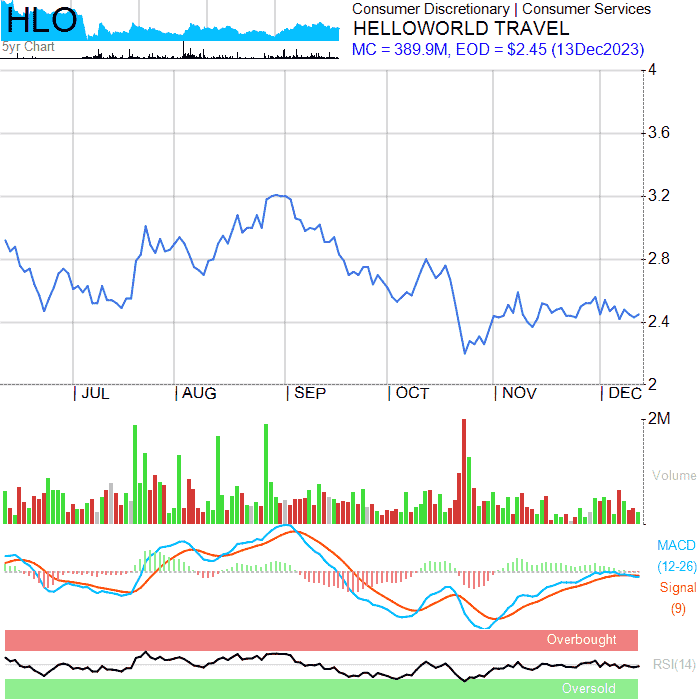 HLO
5yr Chart
Consumer Discretionary | Consumer Services
HELLOWORLD TRAVEL
MC = 389.9M, EOD = $2.45 (13Dec2023)
4
3.6
3.2
2.8
2.4
2
| JUL | AUG | SEP | OCT | NOV | DEC
2M
Volume
MACD
(12-26)
Signal
(9)
Overbought
RSI(14)
Oversold